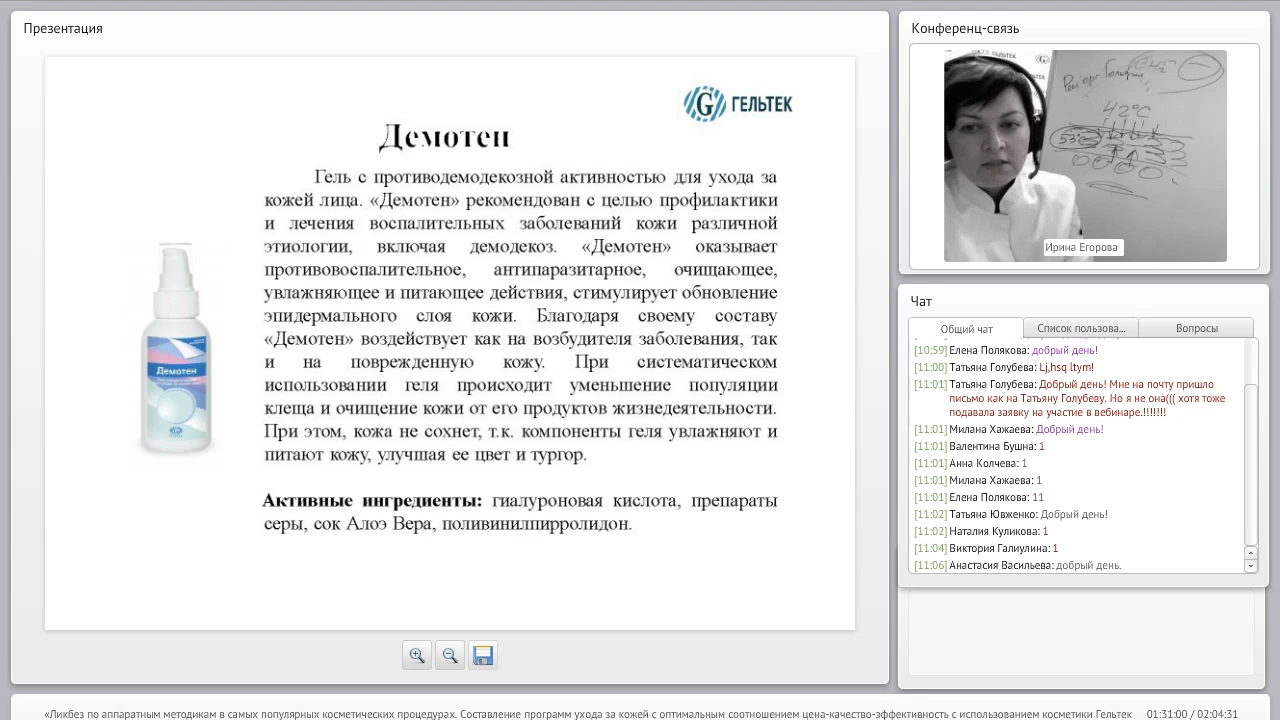 Презентация
ГЕЛЬТЕК
Демотен
Гель с противодемодекозной активностью для ухода за
кожей лица. «Демотен» рекомендован с целью профилактики
и лечения воспалительных заболеваний кожи различной
этиологии, включая демодекоз. «Демотен» оказывает
противовоспалительное, антипаразитарное, очищающее,
увлажняющее и питающее действия, стимулирует обновление
эпидермального слоя кожи. Благодаря своему составу
«Демотен» воздействует как на возбудителя заболевания, так
и на поврежденную кожу. При систематическом
использовании геля происходит уменьшение популяции
клеща и очищение кожи от его продуктов жизнедеятельности.
При этом, кожа не сохнет, т.к. компоненты геля увлажняют и
питают кожу, улучшая ее цвет и тургор.
Активные ингредиенты: гиалуроновая кислота, препараты
серы, сок Алоэ Вера, поливинилпирролидон.
Демотен
Конференц-связь
42°C
53°
Ирина Егорова
Чат
Общий чат
Список пользова...
Вопросы
[10:59] Елена Полякова: добрый день!
[11:00] Татьяна Голубева: Lj,hsq ltym!
[11:01] Татьяна Голубева: Добрый день! Мне на почту пришло
письмо как на Татьяну Голубеву. Но я не она((( хотя тоже
подавала заявку на участие в вебинаре.!!!!!!!
[11:01] Милана Хажаева: Добрый день!
[11:01] Валентина Бушна: 1
[11:01] Анна Колчева: 1
[11:01] Милана Хажаева: 1
[11:01] Елена Полякова: 11
[11:02] Татьяна Ювженко: Добрый день!
[11:02] Наталия Куликова: 1
[11:04] Виктория Галиулина: 1
[11:06] Анастасия Васильева: добрый день.
«Ликбез по аппаратным методикам в самых популярных косметических процедурах. Составление программ ухода за кожей с оптимальным соотношением цена-качество-эффективность с использованием косметики Гельтек 01:31:00 / 02:04:31